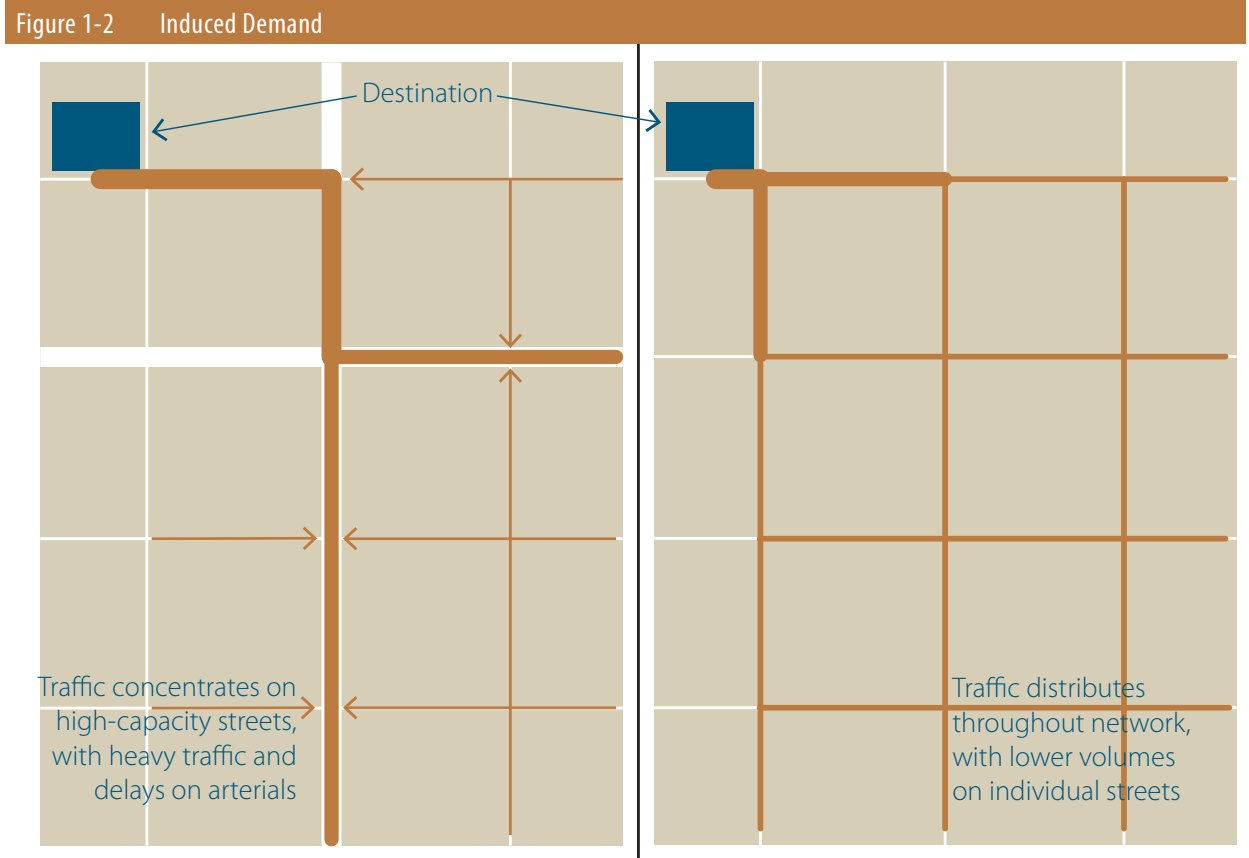 Figure 1-2 Induced Demand
Destination
Traffic concentrates on
high-capacity streets,
with heavy traffic and
delays on arterials
Traffic distributes
throughout network,
with lower volumes
on individual streets